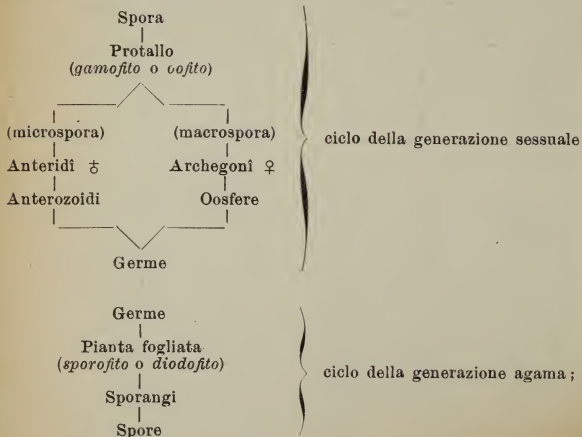 Spora
Protallo
(gamofito o oofito)
(microspora) (macrospora)
ciclo della generazione sessuale
Anteridî ♁ Archegonî ♀
Anterozoidi Oosfere
Germe
Germe
Pianta fogliata
(sporofito o diodofito)
ciclo della generazione agama;
Sporangi
Spore